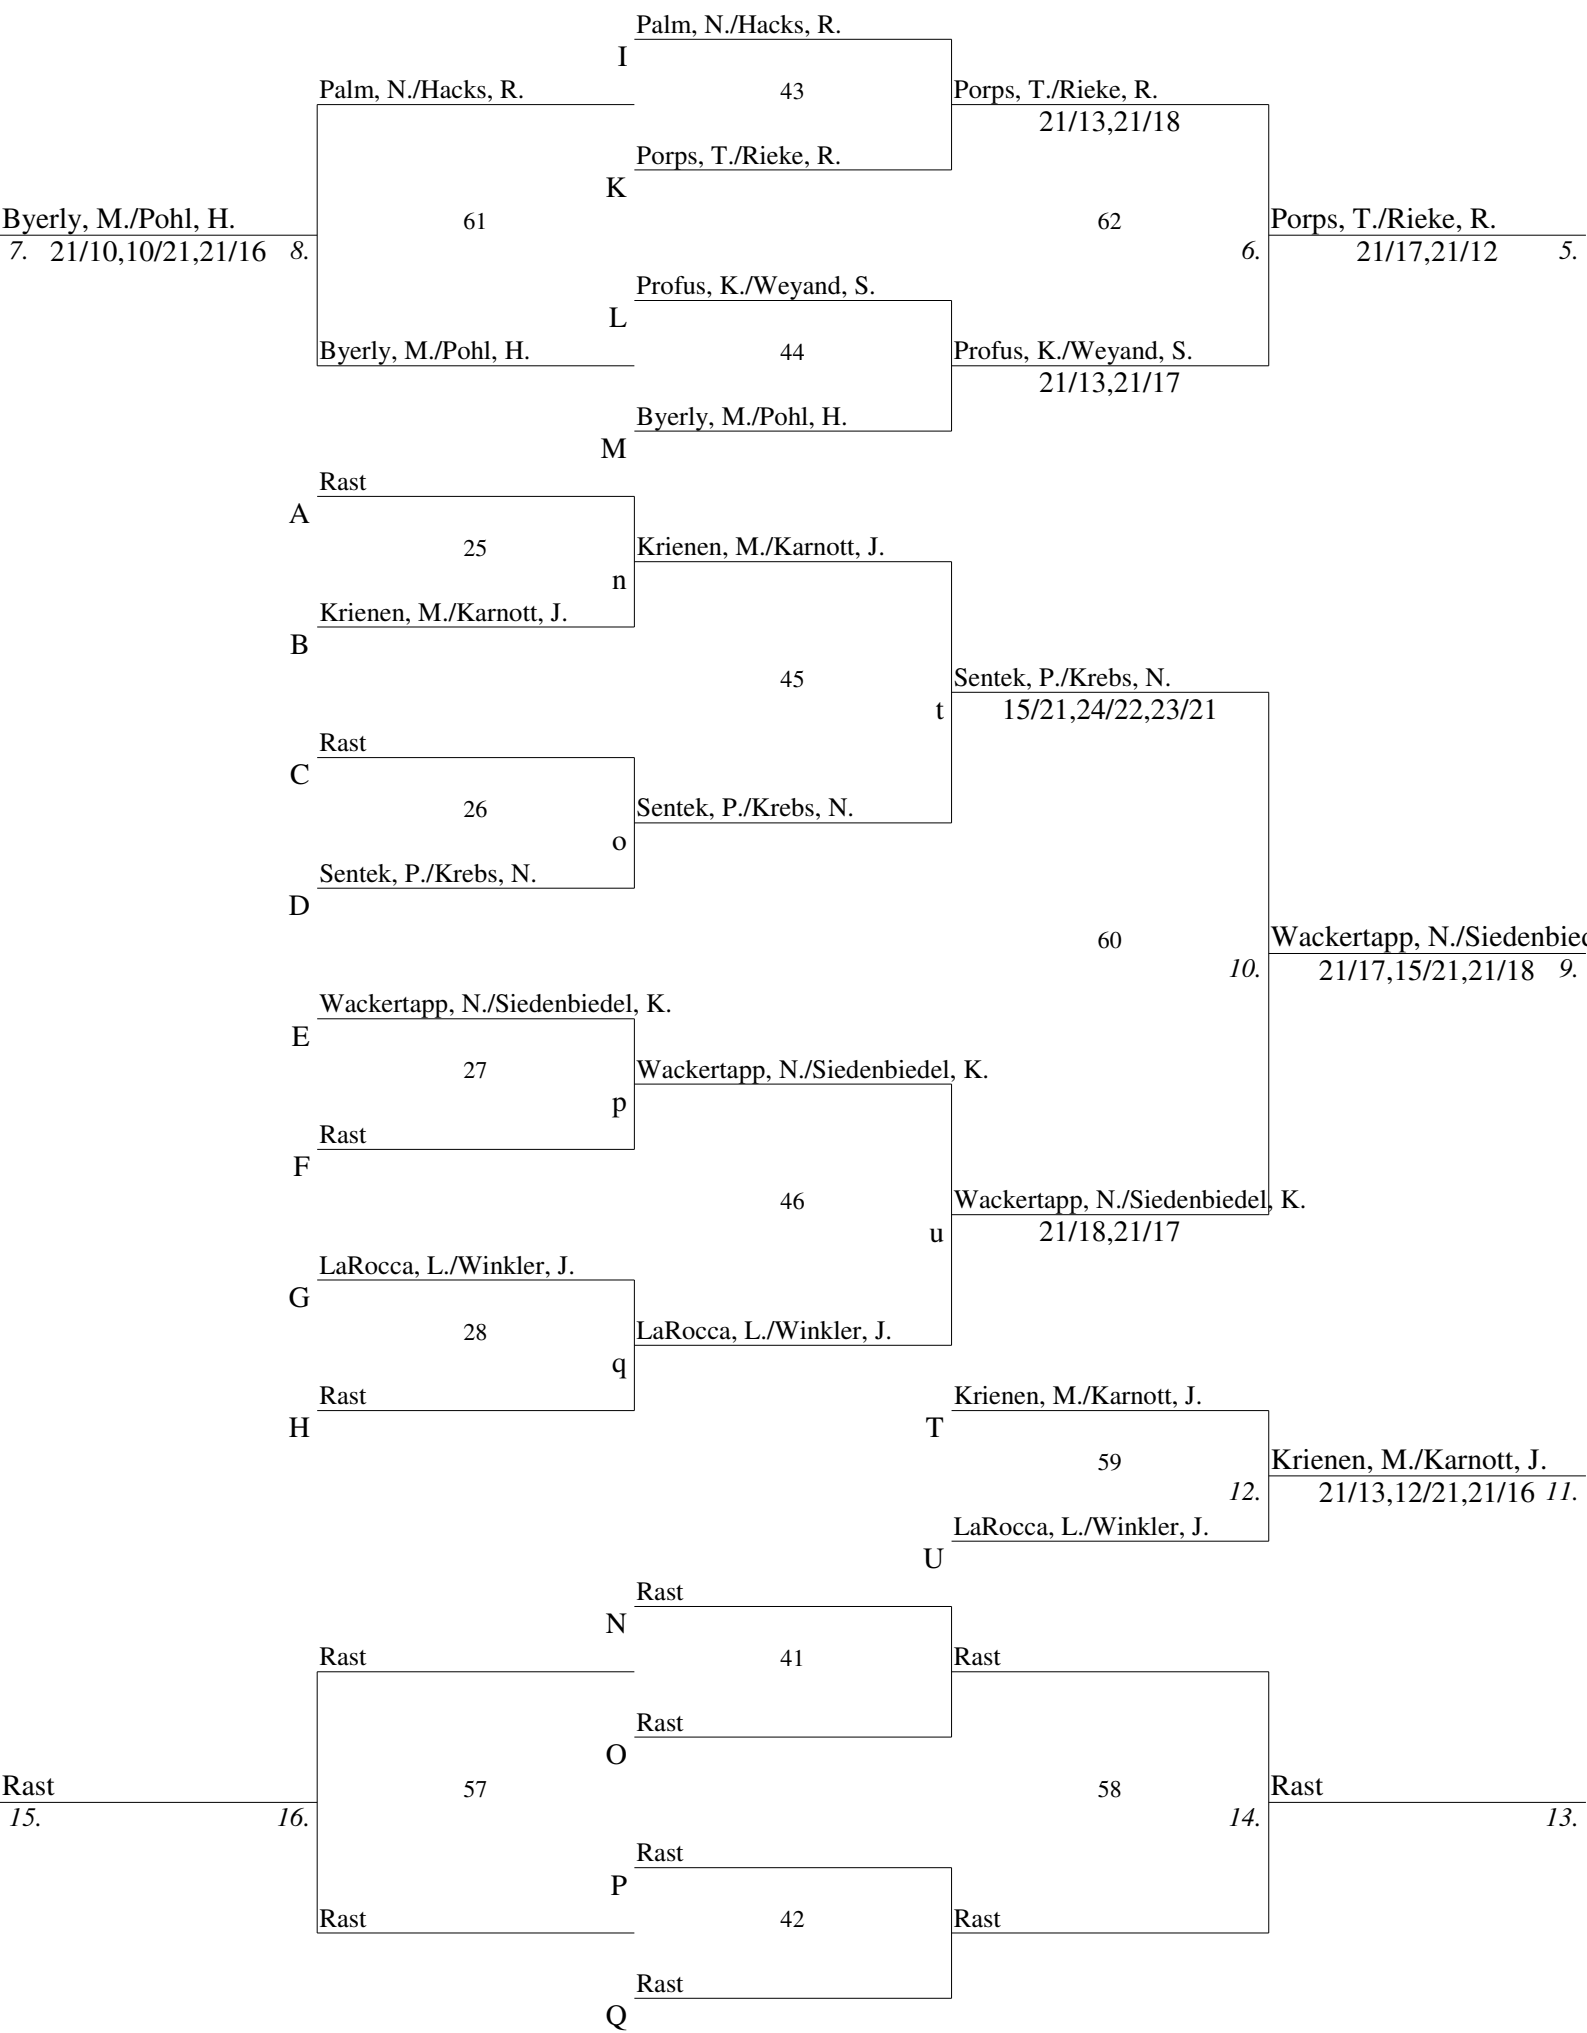 Palm, N./Hacks, R.
I
Palm, N./Hacks, R.
43
Porps, T./Rieke, R.
21/13,21/18
Porps, T./Rieke, R.
K
Byerly, M./Pohl, H.
61
62
Porps, T./Rieke, R.
7. 21/10,10/21,21/16 8.
6.
21/17,21/12 5.
Profus, K./Weyand, S.
L
Byerly, M./Pohl, H.
44
Profus, K./Weyand, S.
21/13,21/17
Byerly, M./Pohl, H.
M
Rast
A
25
Krienen, M./Karnott, J.
n
Krienen, M./Karnott, J.
B
45
Sentek, P./Krebs, N.
t
15/21,24/22,23/21
Rast
C
26
Sentek, P./Krebs, N.
o
Sentek, P./Krebs, N.
D
60
Wackertapp, N./Siedenbied
10.
21/17,15/21,21/18 9.
Wackertapp, N./Siedenbiedel, K.
E
27
Wackertapp, N./Siedenbiedel, K.
p
Rast
F
46
Wackertapp, N./Siedenbiedel, K.
u
21/18,21/17
LaRocca, L./Winkler, J.
G
28
LaRocca, L./Winkler, J.
q
Rast
H
Krienen, M./Karnott, J.
T
59
Krienen, M./Karnott, J.
12.
21/13,12/21,21/16 11.
LaRocca, L./Winkler, J.
U
Rast
N
Rast
41
Rast
Rast
O
Rast
57
58
Rast
15.
16.
14.
13.
Rast
P
Rast
42
Rast
Rast
Q